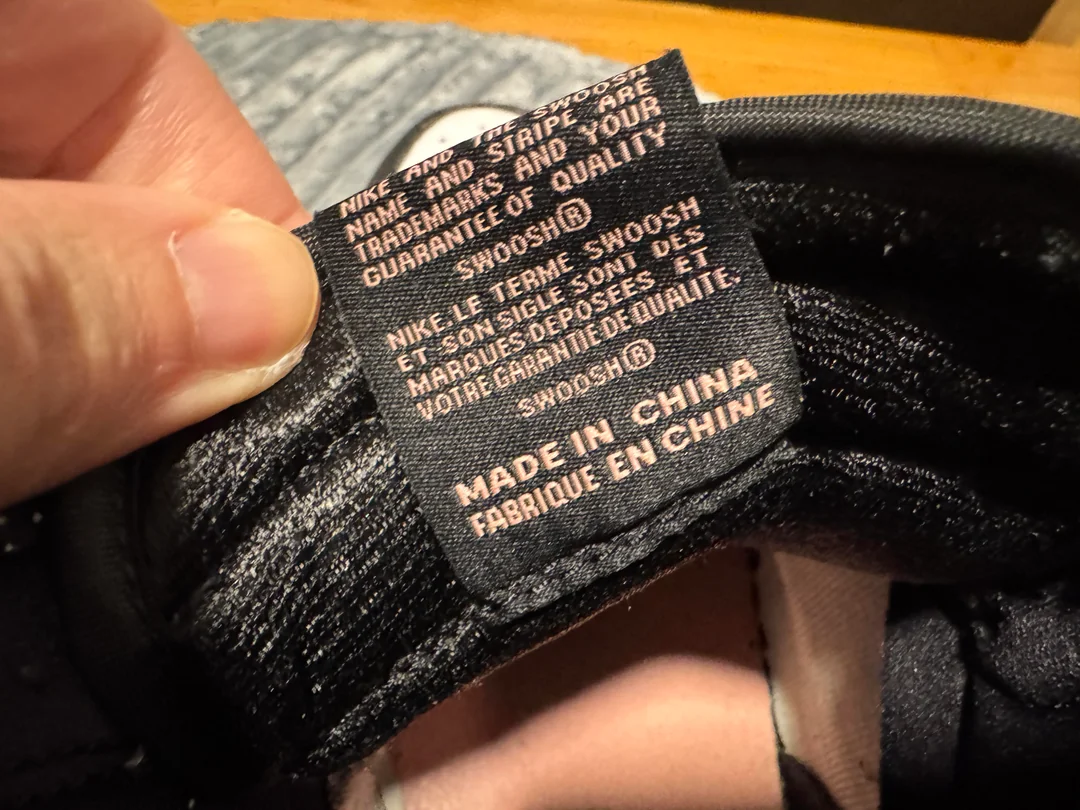 NIKE AND THE SWOOSH
NAME AND STRIPE ARE
TRADEMARKS AND YOUR
GUARANTEE OF QUALITY
SWOOSH®
NIKE LE TERME SWOOSH
ET SON SIGLE SONT DES
MARQUES DEPOSEES ET
VOTRE GARANTIE DE QUALITE.
SWOOSH®
MADE IN CHINA
FABRIQUE EN CHINE